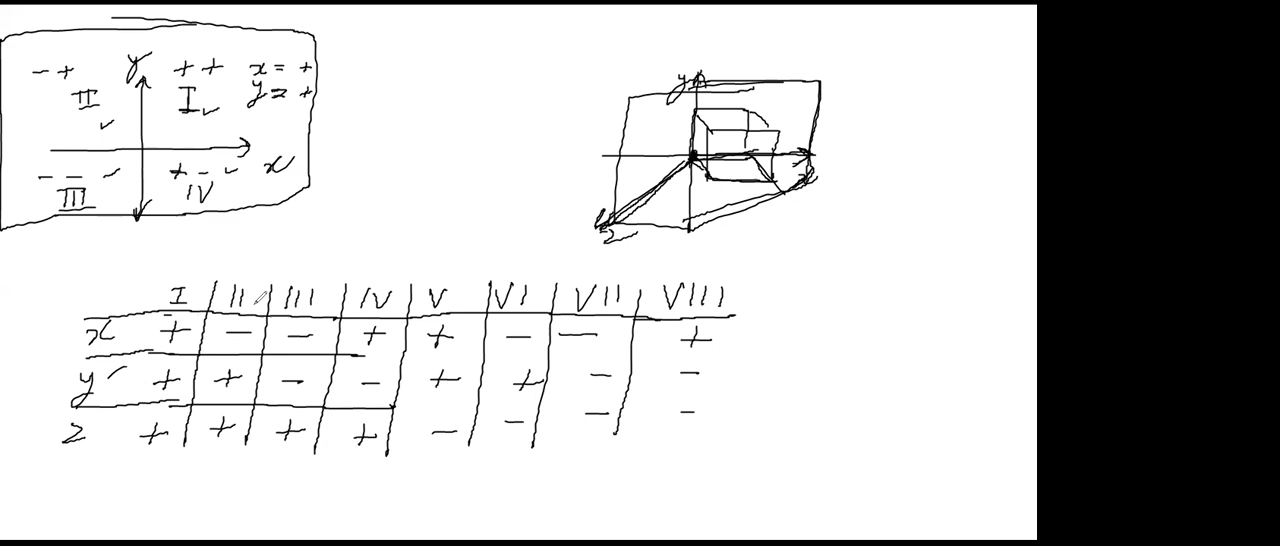 - + y + + x = +
II I y = +
x
- - + -
III IV
y
z
I II III IV V VI VII VIII
x + - - + + - - +
y + + - - + + - -
z + + + + - - - -